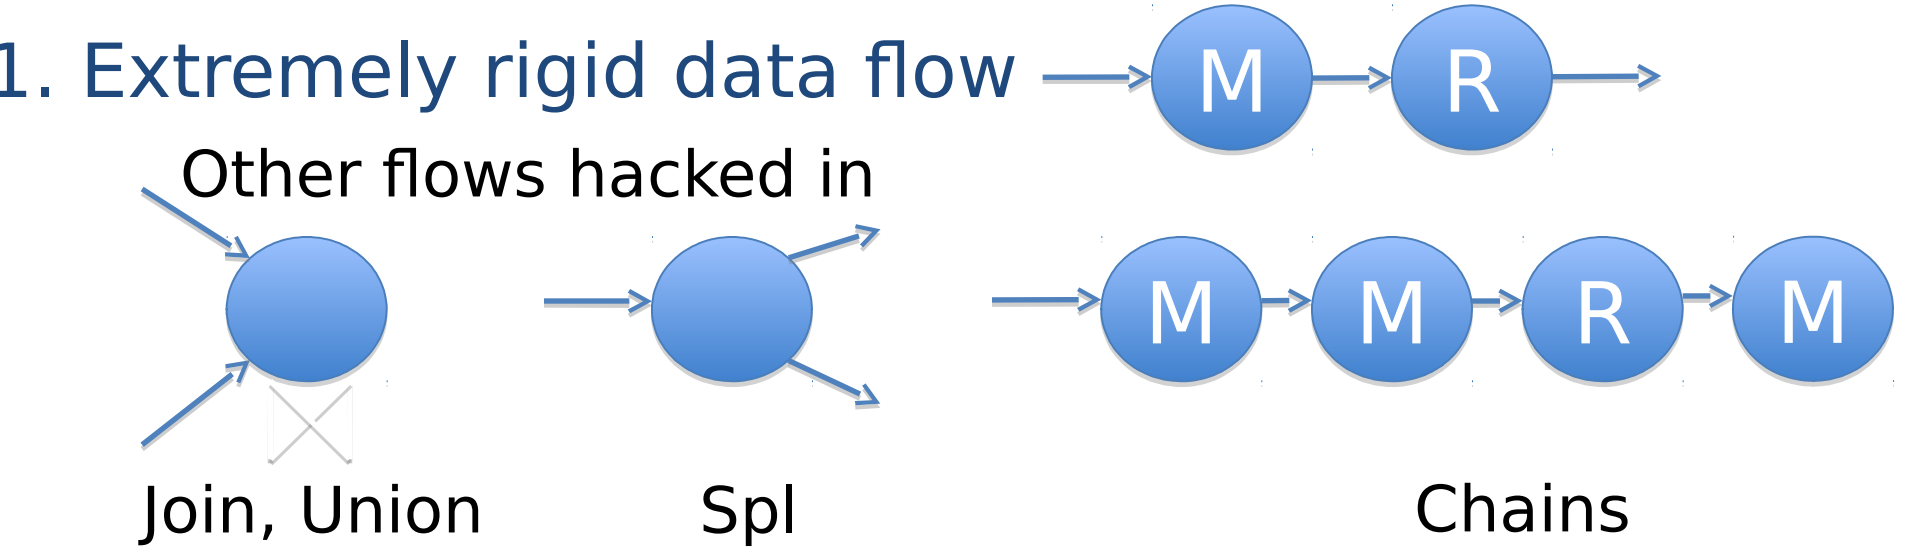 1. Extremely rigid data flow
M R
Other flows hacked in
M M R M
Join, Union
Spl
Chains